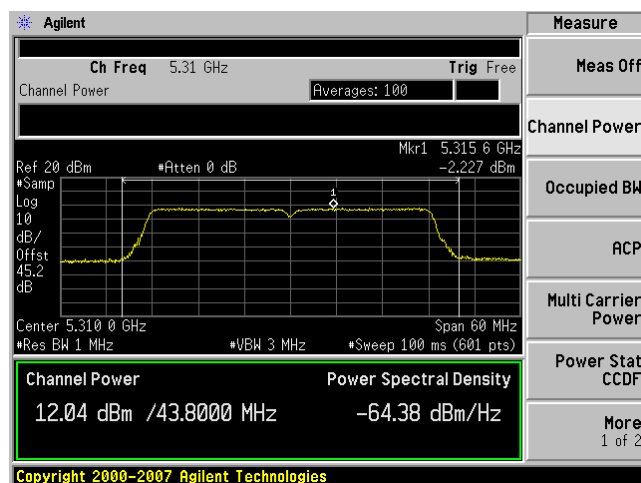 Agilent
Measure
Ch Freq 5.31 GHz Trig Free
Channel Power Averages: 100
Mkr1 5.315 6 GHz
Ref 20 dBm #Atten 0 dB -2.227 dBm
#Samp
Log
10
dB/
Offst
45.2
dB
1
Center 5.310 0 GHz Span 60 MHz
#Res BW 1 MHz #VBW 3 MHz #Sweep 100 ms (601 pts)
Channel Power Power Spectral Density
12.04 dBm /43.8000 MHz -64.38 dBm/Hz
Copyright 2000-2007 Agilent Technologies
Meas Off
Channel Power
Occupied BW
ACP
Multi Carrier
Power
Power Stat
CCDF
More
1 of 2